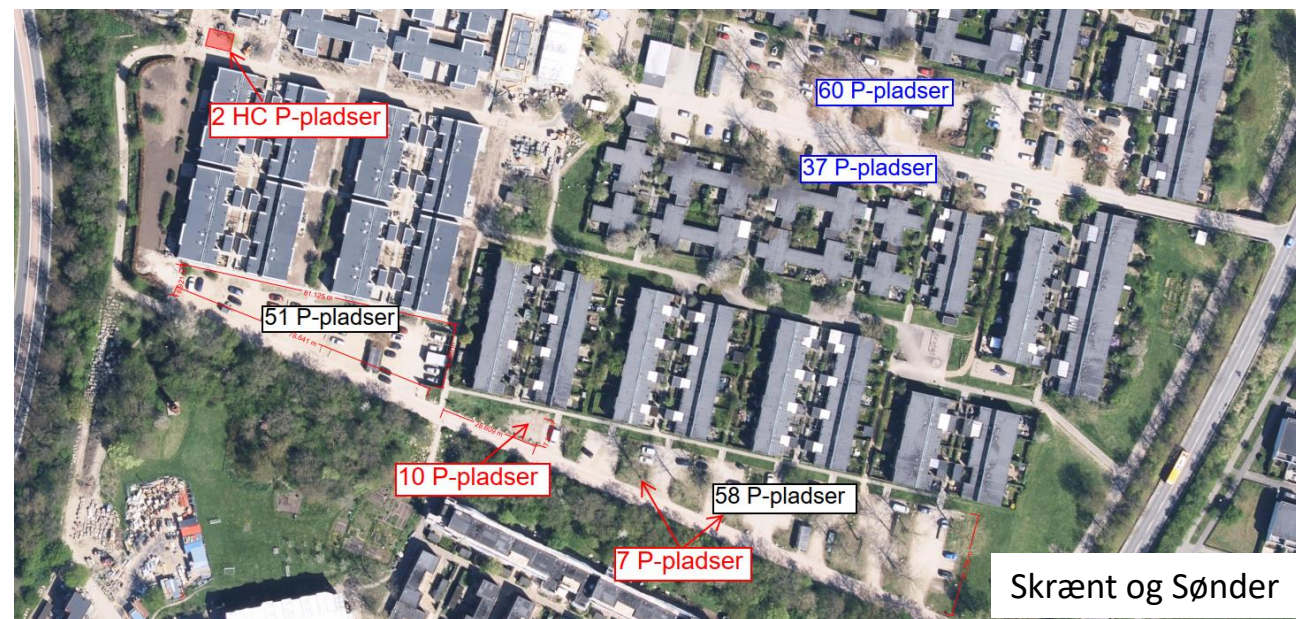 60 P-pladser
2 HC P-pladser
37 P-pladser
51 P-pladser
10 P-pladser
58 P-pladser
7 P-pladser
Skrænt og Sønder